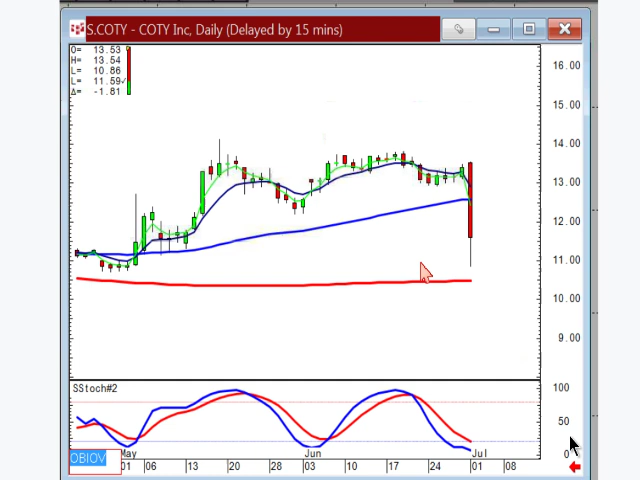 S.COTY - COTY Inc, Daily (Delayed by 15 mins)
O= 13.53
H= 13.54
L= 10.86
L= 11.59✓
Δ= -1.81
16.00
15.00
14.00
13.00
12.00
11.00
10.00
9.00
SStoch#2
100
50
0
OBIOV
May
Jun
Jul
01
06
13
20
28
03
10
17
24
01
08